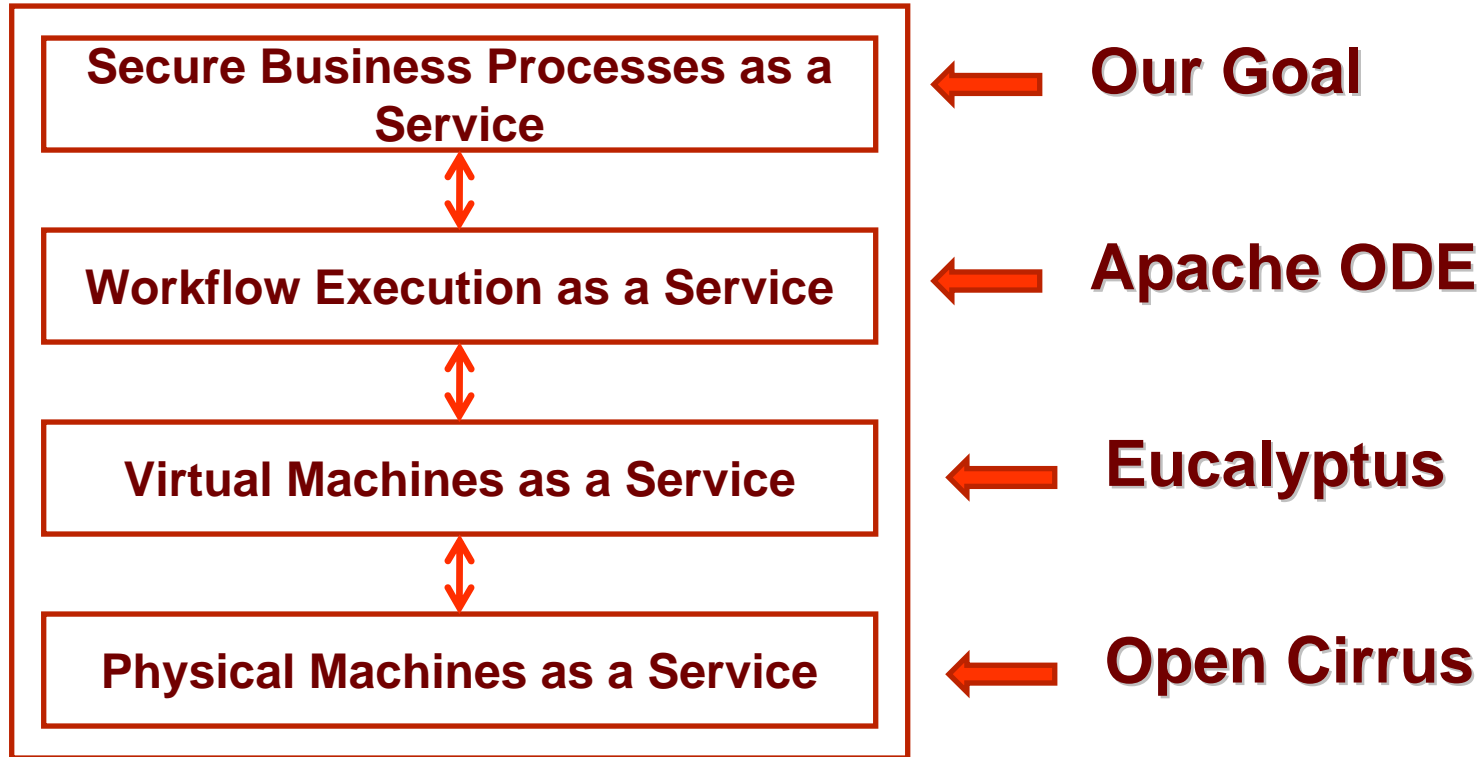 Secure Business Processes as a
Service
Our Goal
Workflow Execution as a Service
Apache ODE
Virtual Machines as a Service
Eucalyptus
Physical Machines as a Service
Open Cirrus